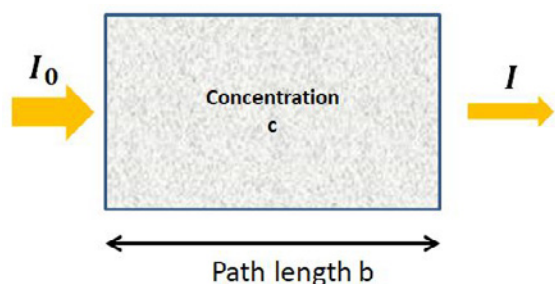 I₀
Concentration
c
I
Path length b